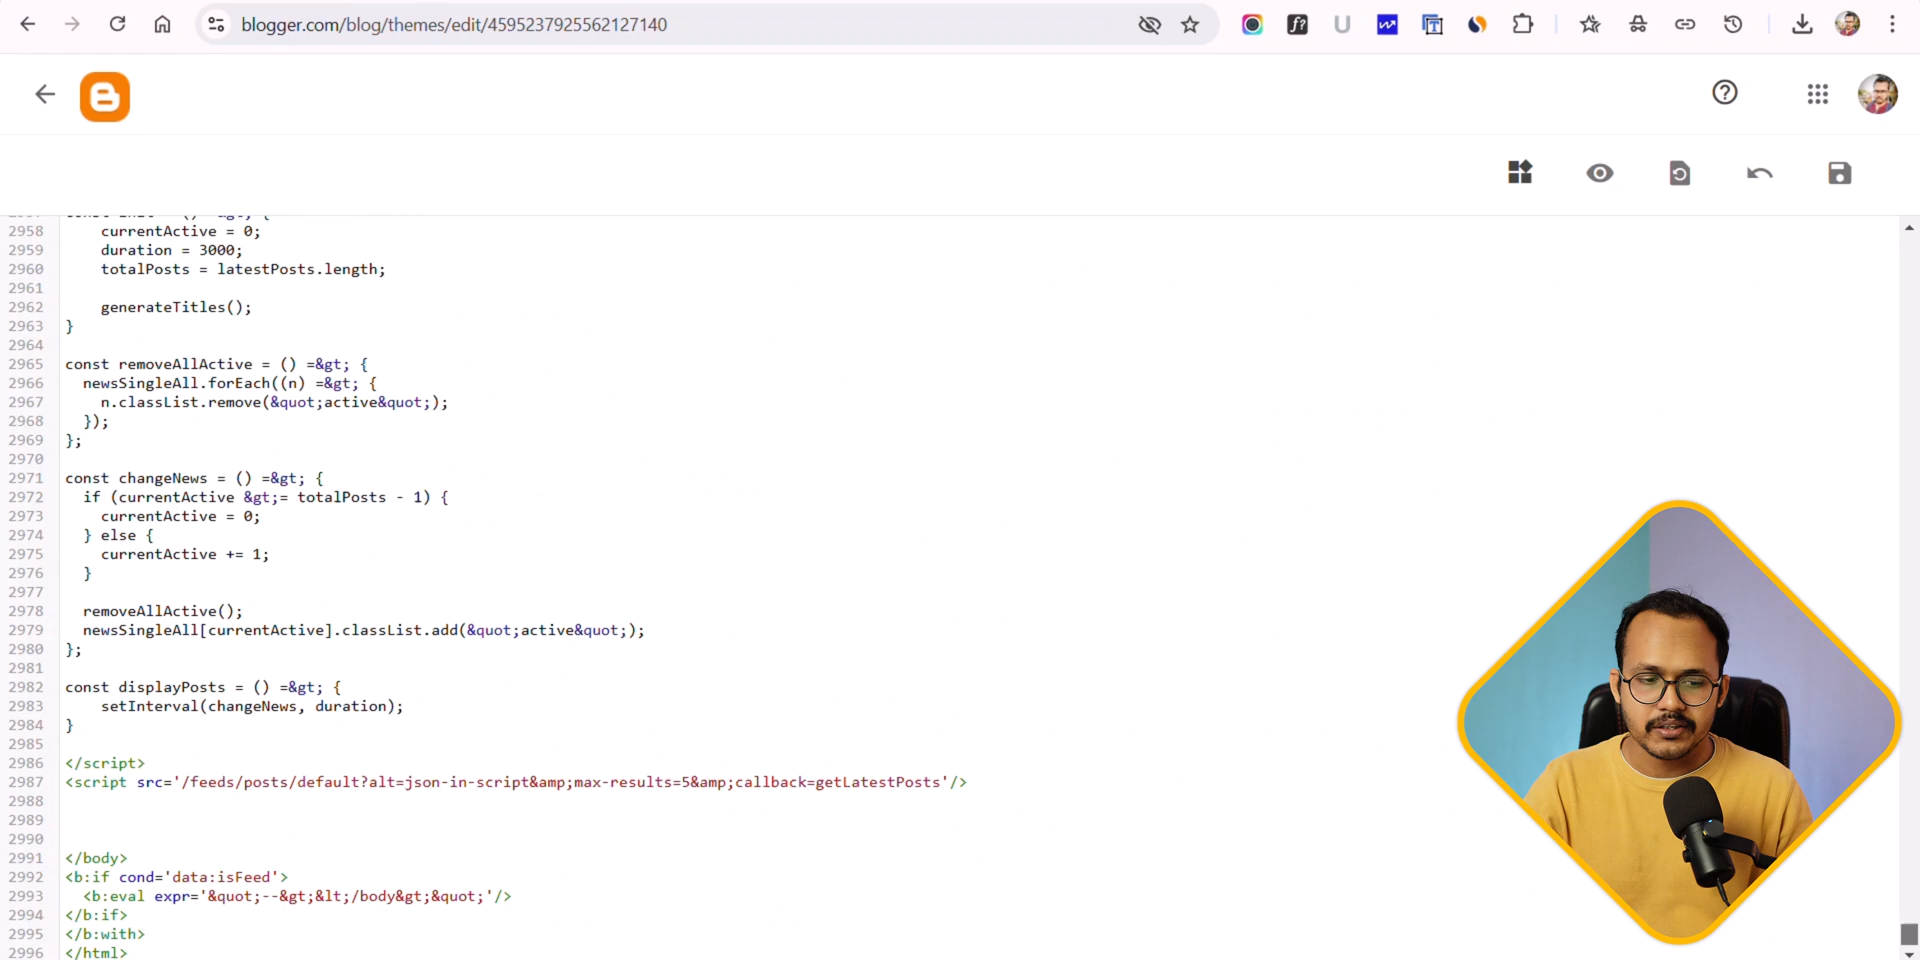 blogger.com/blog/themes/edit/4595237925562127140
2958 currentActive = 0;
2959 duration = 3000;
2960 totalPosts = latestPosts.length;
2961
2962 generateTitles();
2963 }
2964
2965 const removeAllActive = () =&gt; {
2966 newsSingleAll.forEach((n) =&gt; {
2967 n.classList.remove(&quot;active&quot;);
2968 });
2969 };
2970
2971 const changeNews = () =&gt; {
2972 if (currentActive &gt;= totalPosts - 1) {
2973 currentActive = 0;
2974 } else {
2975 currentActive += 1;
2976 }
2977
2978 removeAllActive();
2979 newsSingleAll[currentActive].classList.add(&quot;active&quot;);
2980 };
2981
2982 const displayPosts = () =&gt; {
2983 setInterval(changeNews, duration);
2984 }
2985
2986 </script>
2987 <script src='/feeds/posts/default?alt=json-in-script&amp;max-results=5&amp;callback=getLatestPosts'/>
2988
2989
2990
2991 </body>
2992 <b:if cond='data:isFeed'>
2993 <b:eval expr='&quot;--&gt;&lt;/body&gt;&quot;'/>
2994 </b:if>
2995 </b:with>
2996 </html>